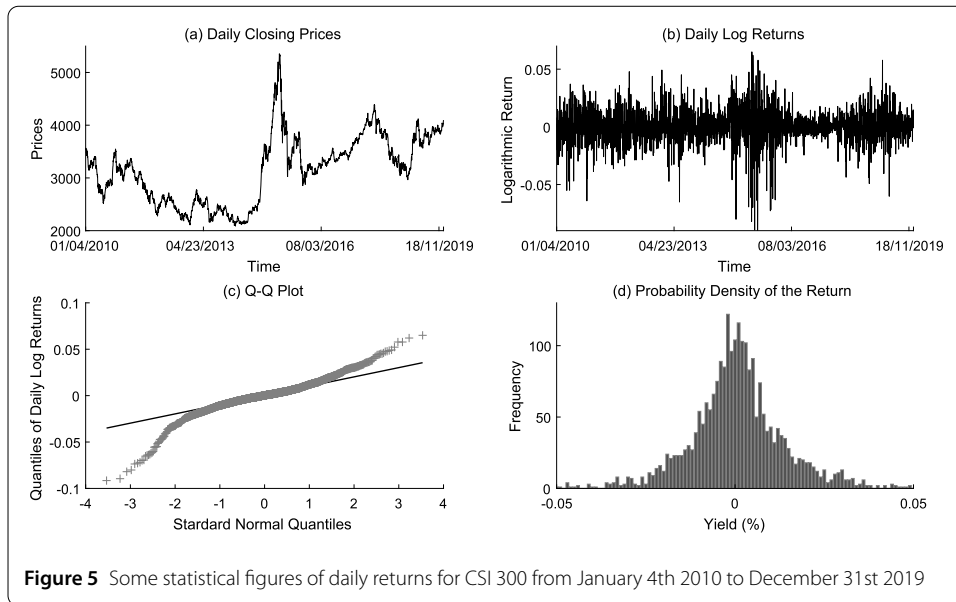 (a) Daily Closing Prices
5000
4000
3000
2000
Prices
01/04/2010 04/23/2013 08/03/2016 18/11/2019
Time
(b) Daily Log Returns
0.05
0
-0.05
Logarithmic Return
01/04/2010 04/23/2013 08/03/2016 18/11/2019
Time
(c) Q-Q Plot
0.1
0.05
0
-0.05
-0.1
Quantiles of Daily Log Returns
-4 -3 -2 -1 0 1 2 3 4
Stardard Normal Quantiles
(d) Probability Density of the Return
100
50
0
Frequency
-0.05 0 0.05
Yield (%)
Figure 5 Some statistical figures of daily returns for CSI 300 from January 4th 2010 to December 31st 2019